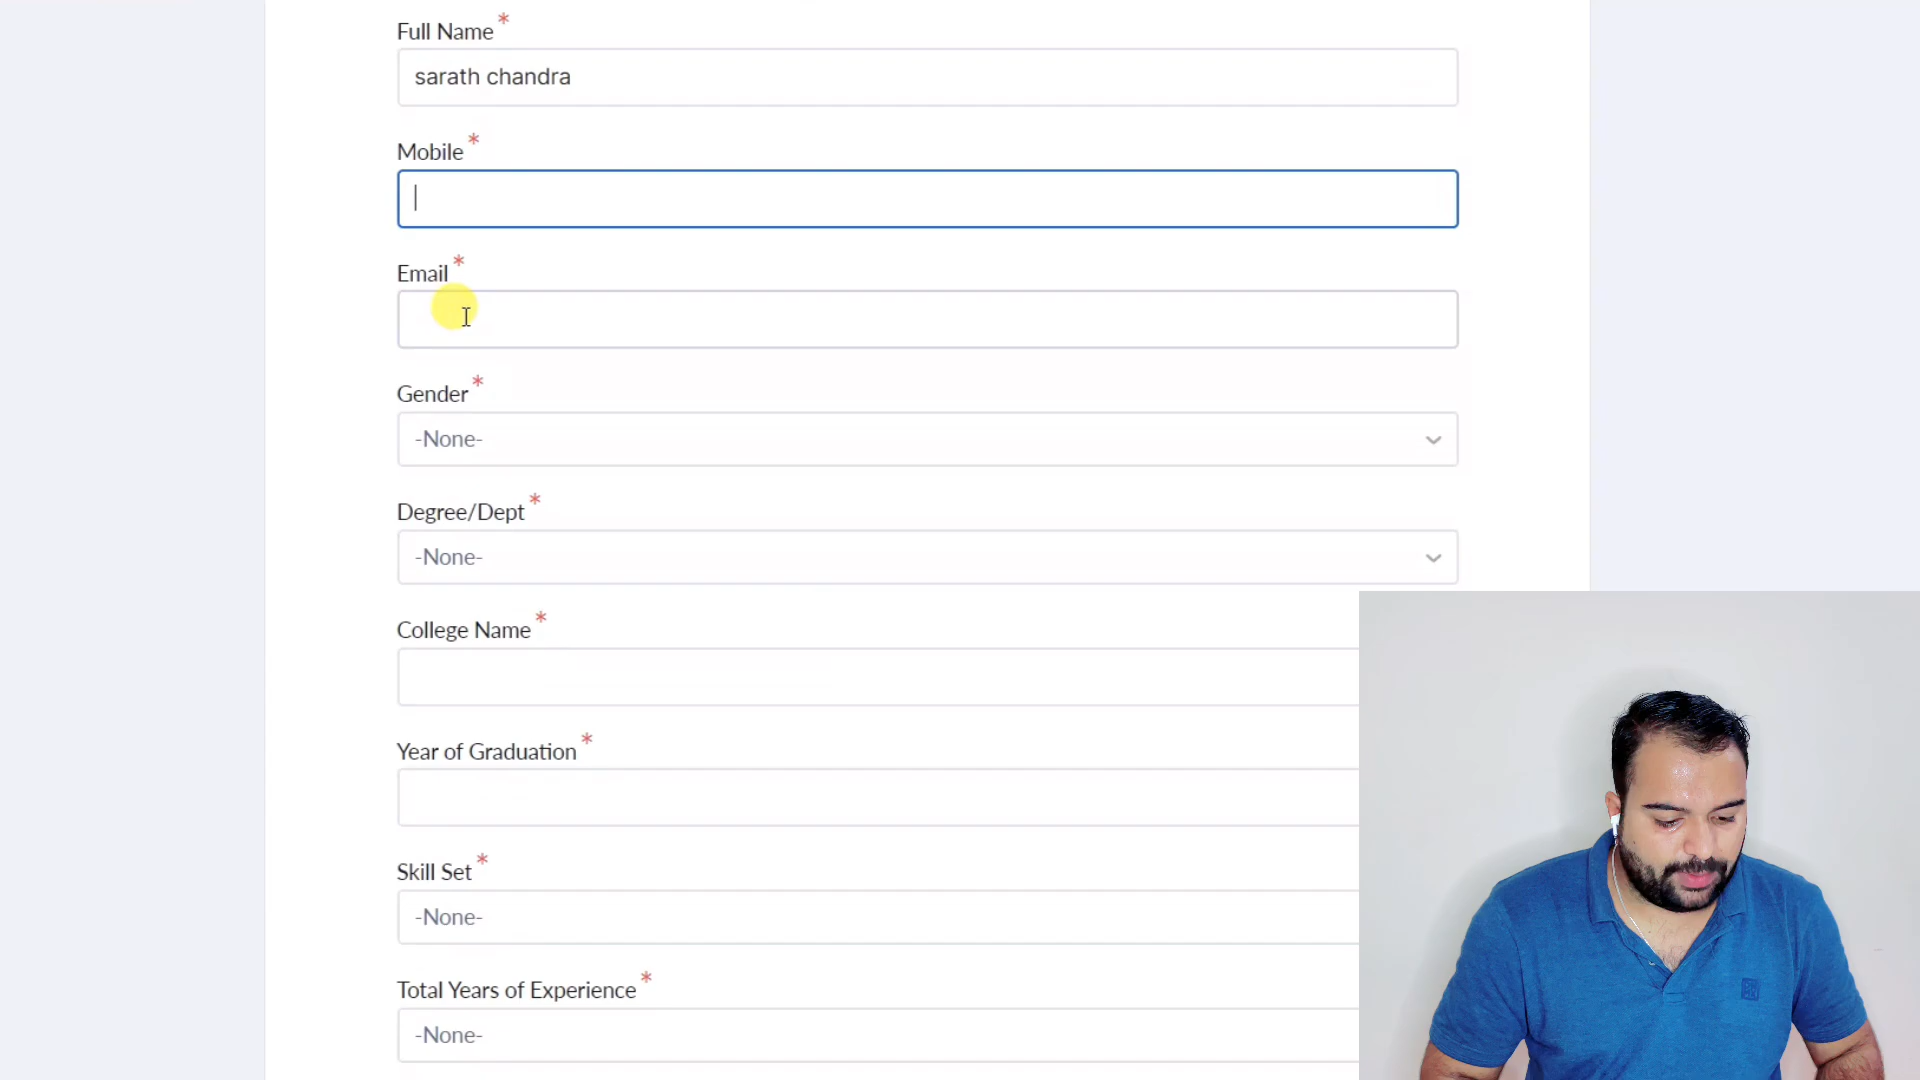 Full Name *
sarath chandra
Mobile *
Email *
Gender *
-None-
Degree/Dept *
-None-
College Name *
Year of Graduation *
Skill Set *
-None-
Total Years of Experience *
-None-